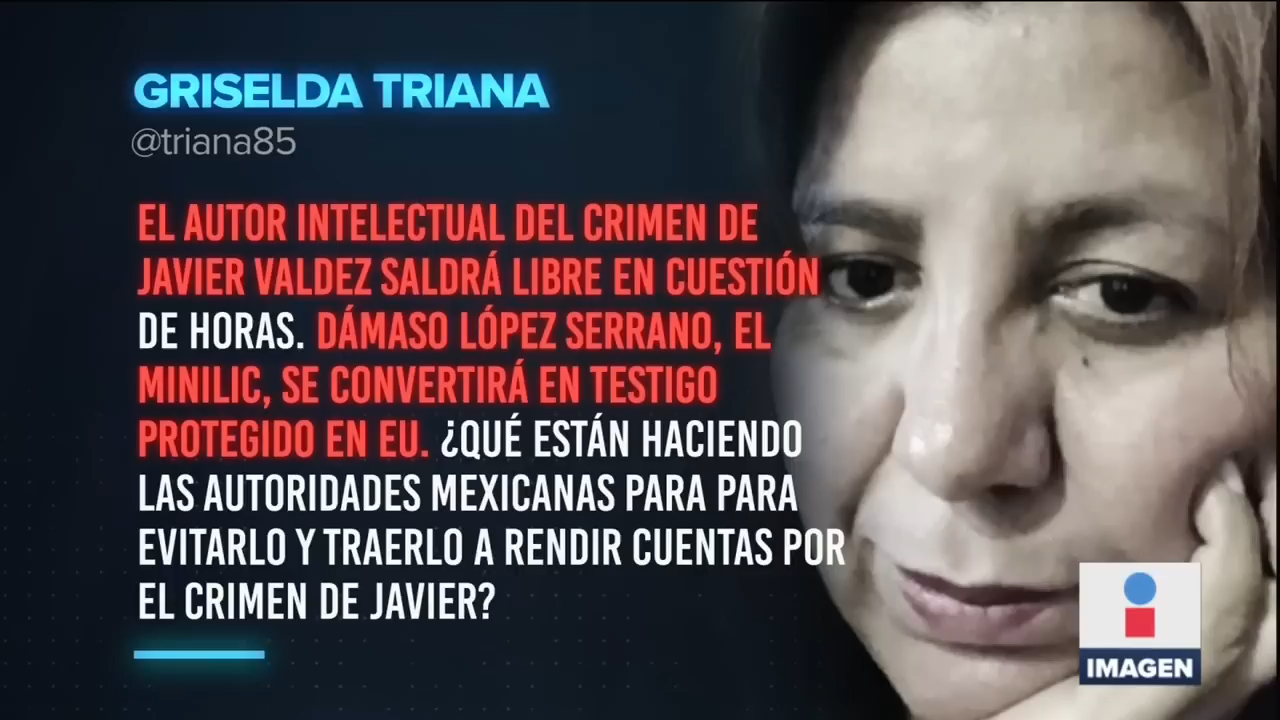 GRISELDA TRIANA
@triana85
EL AUTOR INTELECTUAL DEL CRIMEN DE
JAVIER VALDEZ SALDRÁ LIBRE EN CUESTIÓN
DE HORAS. DÁMASO LÓPEZ SERRANO, EL
MINILIC, SE CONVERTIRÁ EN TESTIGO
PROTEGIDO EN EU. ¿QUÉ ESTÁN HACIENDO
LAS AUTORIDADES MEXICANAS PARA PARA
EVITARLO Y TRAERLO A RENDIR CUENTAS POR
EL CRIMEN DE JAVIER?
IMAGEN